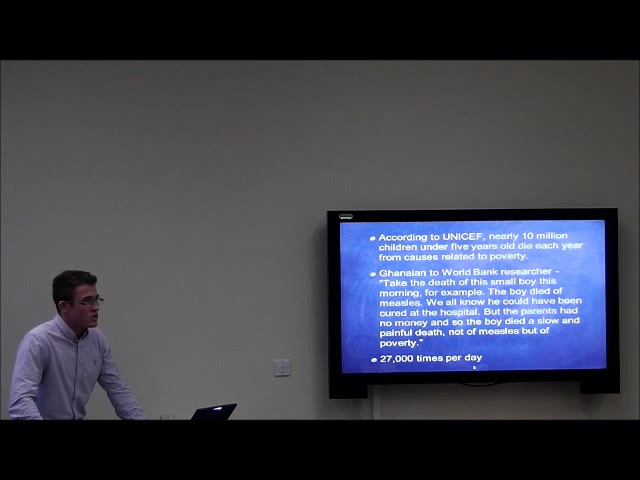 According to UNICEF, nearly 10 million
children under five years old die each year
from causes related to poverty.
Ghanaian to World Bank researcher -
"Take the death of this small boy this
morning, for example. The boy died of
measles. We all know he could have been
cured at the hospital. But the parents had
no money and so the boy died a slow and
painful death, not of measles but of
poverty."
27,000 times per day